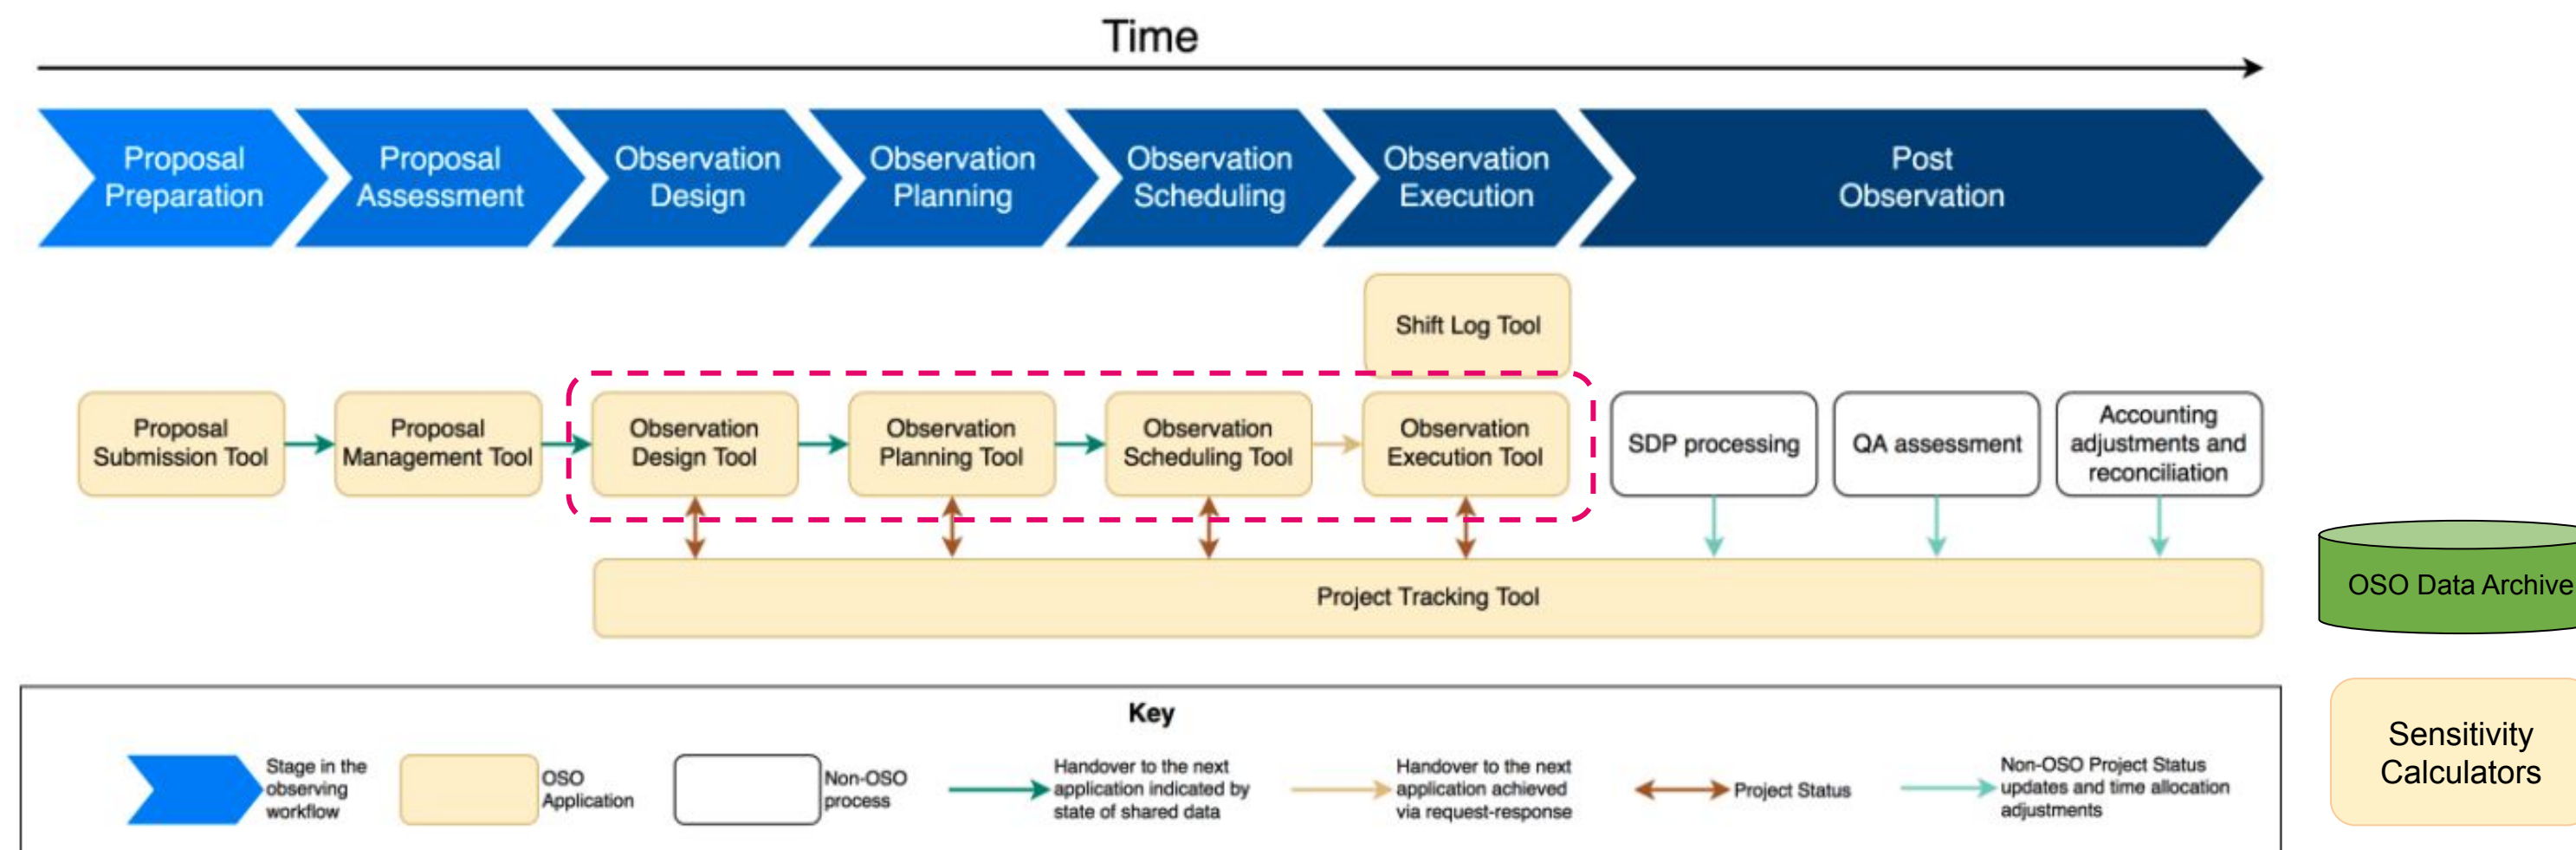 Time
Proposal
Preparation
Proposal
Assessment
Observation
Design
Observation
Planning
Observation
Scheduling
Observation
Execution
Post
Observation
Shift Log Tool
Proposal
Submission Tool
Proposal
Management Tool
Observation
Design Tool
Observation
Planning Tool
Observation
Scheduling Tool
Observation
Execution Tool
SDP processing
QA assessment
Accounting
adjustments and
reconciliation
Project Tracking Tool
OSO Data Archive
Key
Stage in the
observing
workflow
OSO
Application
Non-OSO
process
Handover to the next
application indicated by
state of shared data
Handover to the next
application achieved
via request-response
Project Status
Non-OSO Project Status
updates and time allocation
adjustments
Sensitivity
Calculators